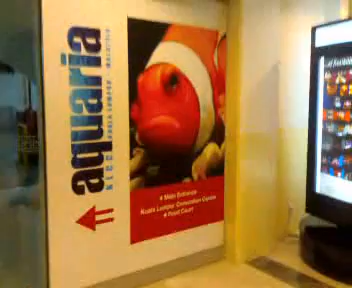 aquaria
KLCC KUALA LUMPUR MALAYSIA
Main Entrance
Kuala Lumpur Convention Centre
Food Court